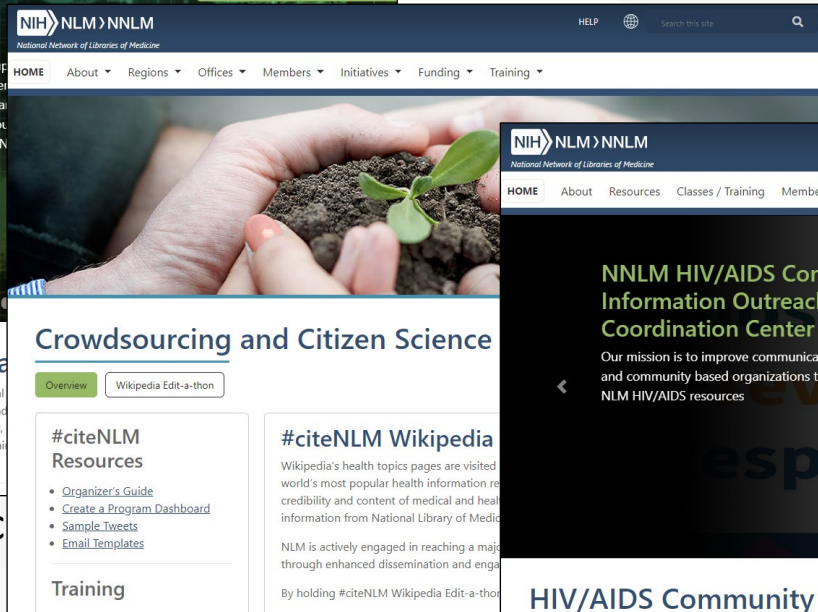 NIH NLM NNLM
National Network of Libraries of Medicine
HELP
Search this site
HOME About Regions Offices Members Initiatives Funding Training
Crowdsourcing and Citizen Science
Overview
Wikipedia Edit-a-thon
#citeNLM
Resources
Organizer's Guide
Create a Program Dashboard
Sample Tweets
Email Templates
Training
#citeNLM Wikipedia
Wikipedia's health topics pages are visited
world's most popular health information re
credibility and content of medical and heal
information from National Library of Medic
NLM is actively engaged in reaching a majo
through enhanced dissemination and enga
By holding #citeNLM Wikipedia Edit-a-thor
NIH NLM NNLM
National Network of Libraries of Medicine
HOME About Resources Classes / Training Membe
NNLM HIV/AIDS Com
Information Outreach
Coordination Center
Our mission is to improve communica
and community based organizations t
NLM HIV/AIDS resources
esp
HIV/AIDS Community